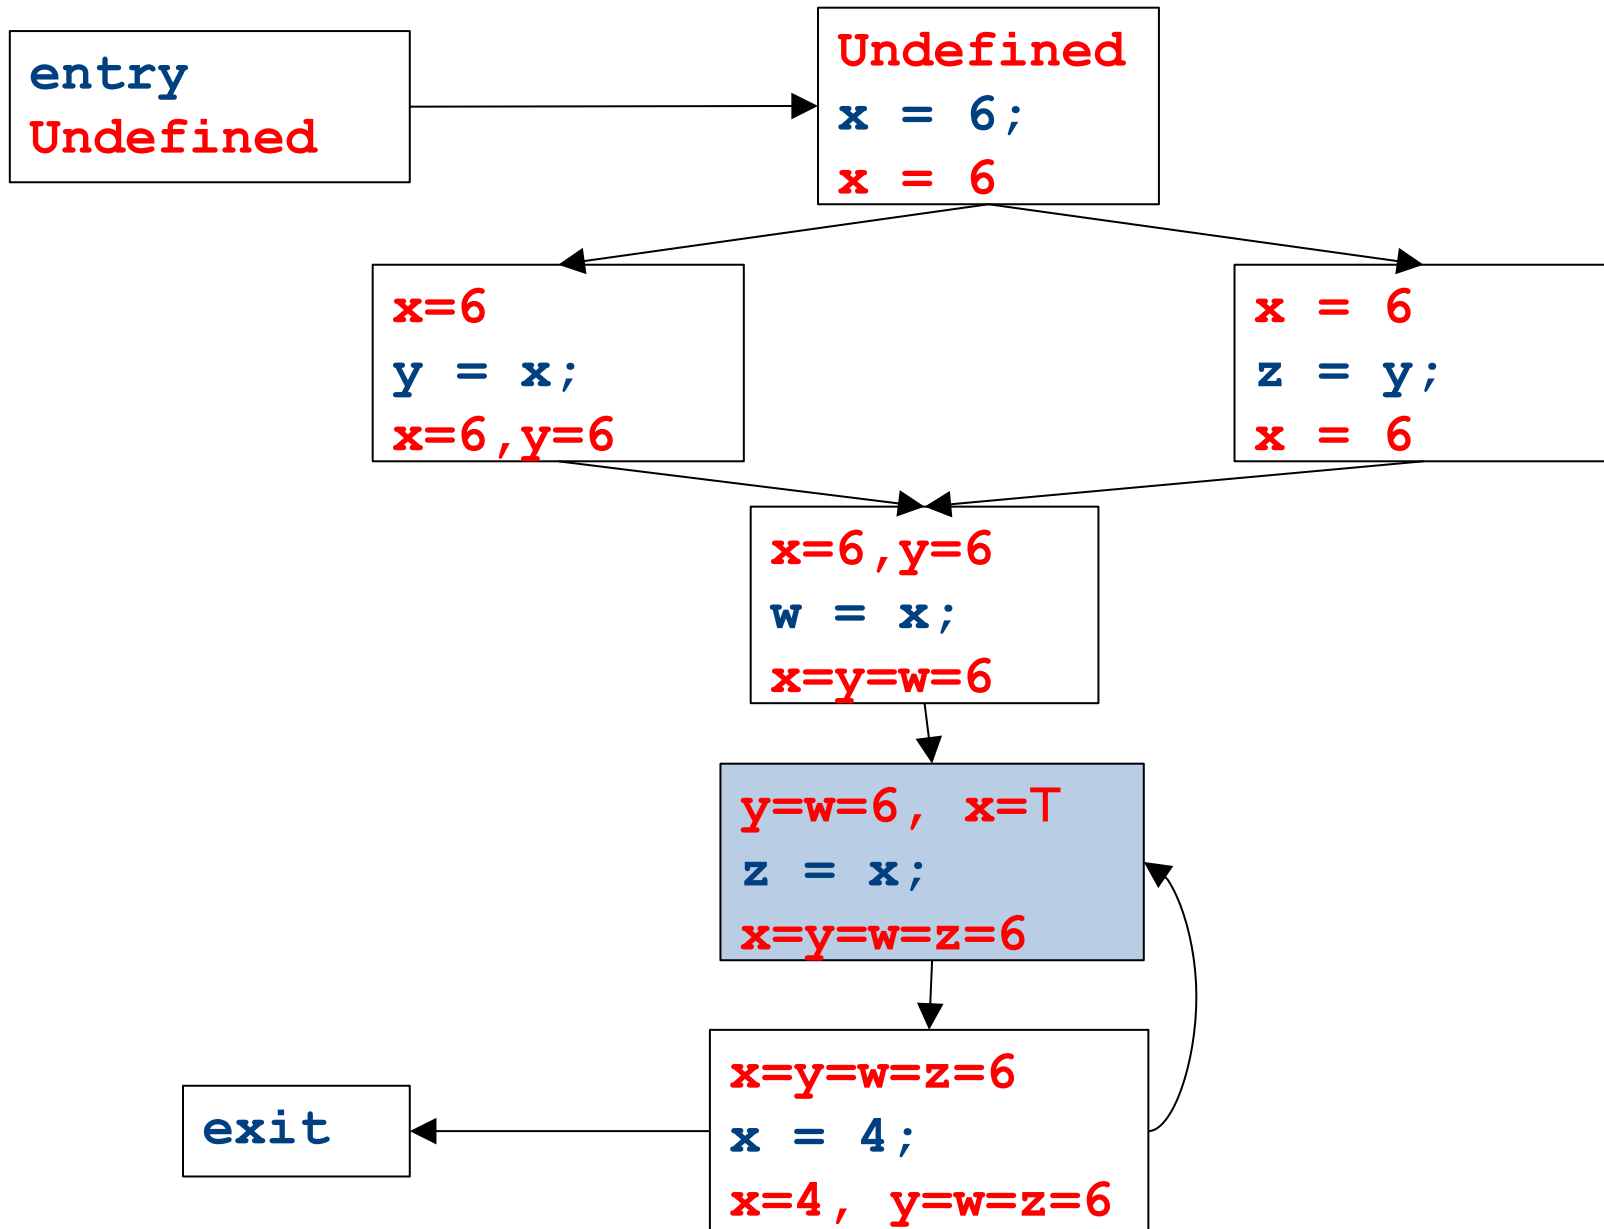 entry
Undefined
Undefined
x = 6;
x = 6
x=6
y = x;
x=6,y=6
x = 6
z = y;
x = 6
x=6,y=6
w = x;
x=y=w=6
y=w=6, x=⊤
z = x;
x=y=w=z=6
x=y=w=z=6
x = 4;
x=4, y=w=z=6
exit